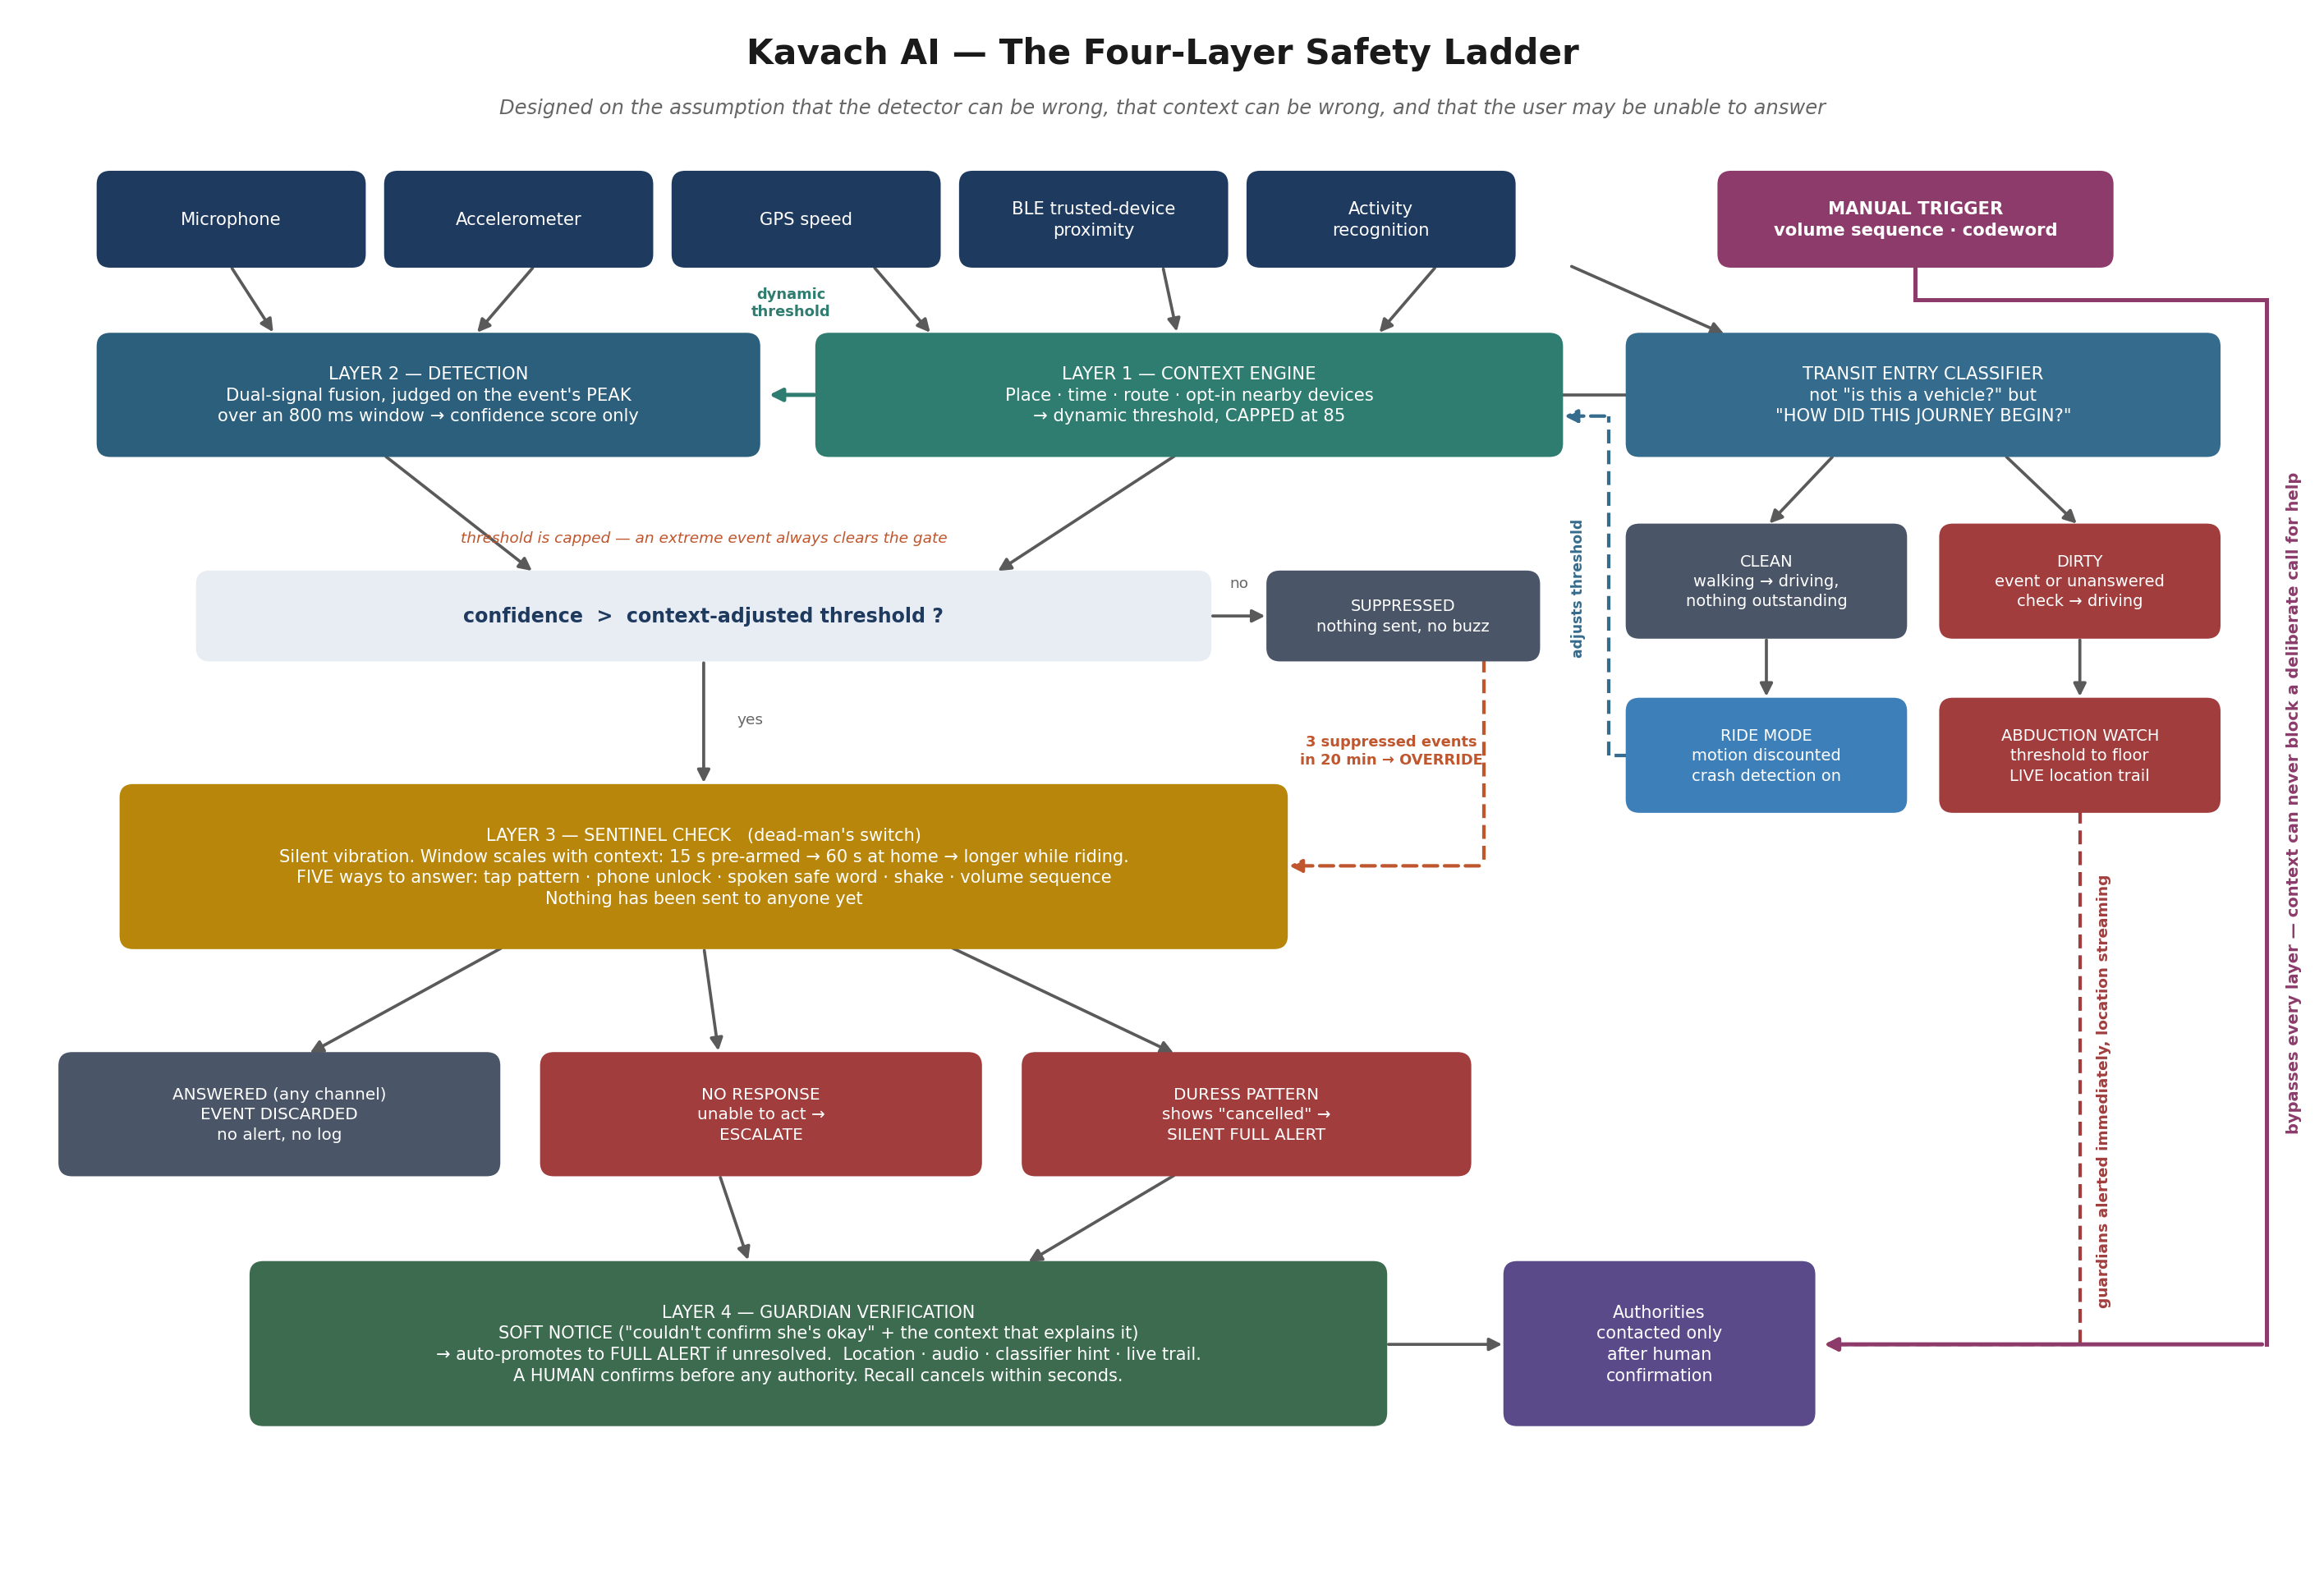 Kavach AI — The Four-Layer Safety Ladder
Designed on the assumption that the detector can be wrong, that context can be wrong, and that the user may be unable to answer
Microphone
Accelerometer
GPS speed
BLE trusted-device
proximity
Activity
recognition
MANUAL TRIGGER
volume sequence · codeword
dynamic
threshold
LAYER 2 — DETECTION
Dual-signal fusion, judged on the event's PEAK
over an 800 ms window → confidence score only
LAYER 1 — CONTEXT ENGINE
Place · time · route · opt-in nearby devices
→ dynamic threshold, CAPPED at 85
TRANSIT ENTRY CLASSIFIER
not "is this a vehicle?" but
"HOW DID THIS JOURNEY BEGIN?"
threshold is capped — an extreme event always clears the gate
confidence > context-adjusted threshold ?
no
SUPPRESSED
nothing sent, no buzz
adjusts threshold
CLEAN
walking → driving,
nothing outstanding
DIRTY
event or unanswered
check → driving
yes
3 suppressed events
in 20 min → OVERRIDE
RIDE MODE
motion discounted
crash detection on
ABDUCTION WATCH
threshold to floor
LIVE location trail
bypasses every layer — context can never block a deliberate call for help
LAYER 3 — SENTINEL CHECK (dead-man's switch)
Silent vibration. Window scales with context: 15 s pre-armed → 60 s at home → longer while riding.
FIVE ways to answer: tap pattern · phone unlock · spoken safe word · shake · volume sequence
Nothing has been sent to anyone yet
guardians alerted immediately, location streaming
ANSWERED (any channel)
EVENT DISCARDED
no alert, no log
NO RESPONSE
unable to act →
ESCALATE
DURESS PATTERN
shows "cancelled" →
SILENT FULL ALERT
LAYER 4 — GUARDIAN VERIFICATION
SOFT NOTICE ("couldn't confirm she's okay" + the context that explains it)
→ auto-promotes to FULL ALERT if unresolved. Location · audio · classifier hint · live trail.
A HUMAN confirms before any authority. Recall cancels within seconds.
Authorities
contacted only
after human
confirmation